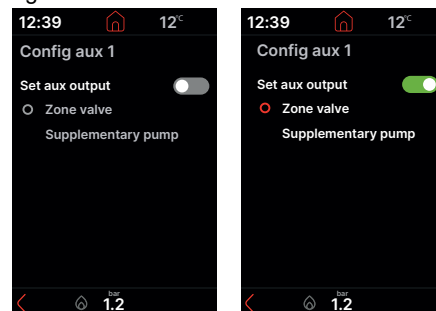 12:39 12°C
Config aux 1
Set aux output
Zone valve
Supplementary pump
bar
1.2
12:39 12°C
Config aux 1
Set aux output
Zone valve
Supplementary pump
bar
1.2